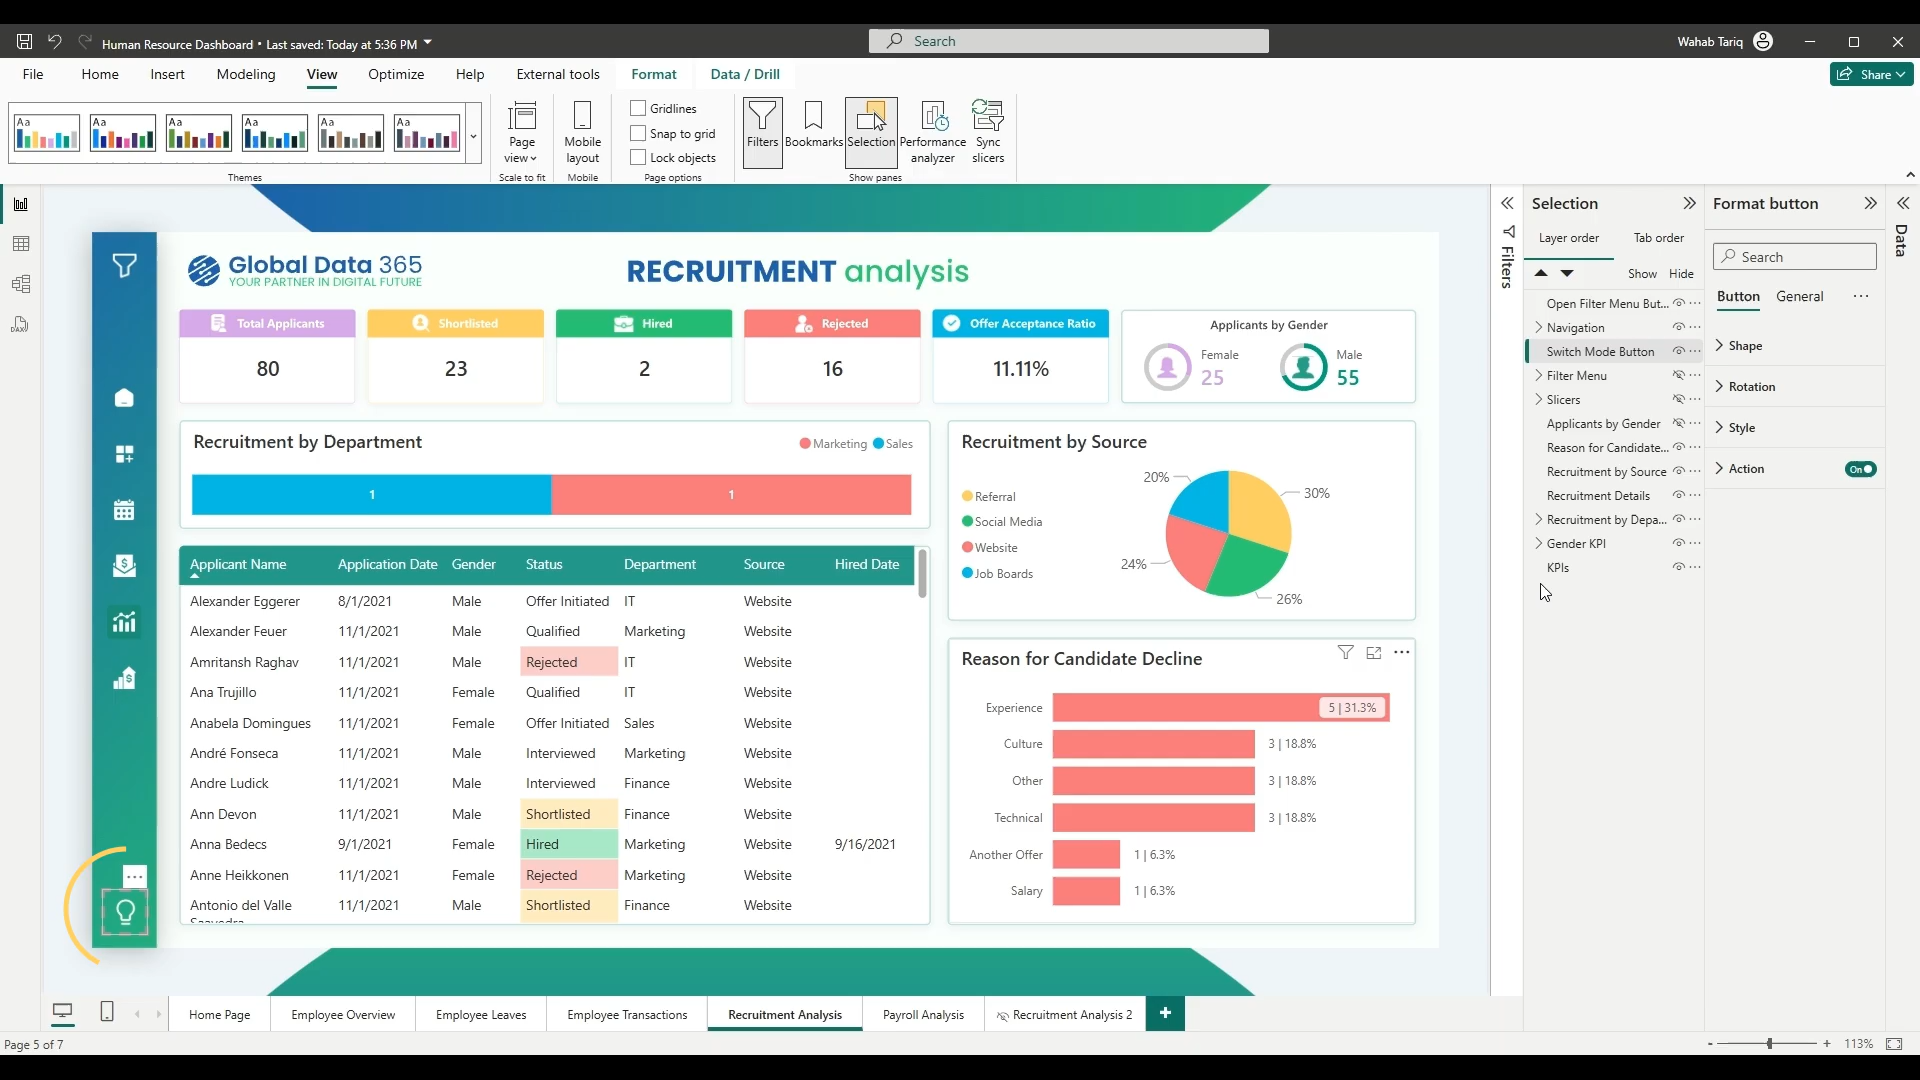 Human Resource Dashboard • Last saved: Today at 5:36 PM
Search
Wahab Tariq
File
Home
Insert
Modeling
View
Optimize
Help
External tools
Format
Data / Drill
Share
Aa
Aa
Aa
Aa
Aa
Aa
Themes
Page
view
Scale to fit
Mobile
layout
Mobile
Gridlines
Snap to grid
Lock objects
Page options
Filters
Bookmarks
Selection
Performance
analyzer
Sync
slicers
Show panes
DAX
Global Data 365
YOUR PARTNER IN DIGITAL FUTURE
RECRUITMENT analysis
Total Applicants
80
Shortlisted
23
Hired
2
Rejected
16
Offer Acceptance Ratio
11.11%
Applicants by Gender
Female
25
Male
55
Recruitment by Department
Marketing
Sales
1
1
Recruitment by Source
Referral
Social Media
Website
Job Boards
20%
30%
24%
26%
Applicant Name Application Date Gender Status Department Source Hired Date
Alexander Eggerer 8/1/2021 Male Offer Initiated IT Website
Alexander Feuer 11/1/2021 Male Qualified Marketing Website
Amritansh Raghav 11/1/2021 Male Rejected IT Website
Ana Trujillo 11/1/2021 Female Qualified IT Website
Anabela Domingues 11/1/2021 Female Offer Initiated Sales Website
André Fonseca 11/1/2021 Male Interviewed Marketing Website
Andre Ludick 11/1/2021 Male Interviewed Finance Website
Ann Devon 11/1/2021 Male Shortlisted Finance Website
Anna Bedecs 9/1/2021 Female Hired Marketing Website 9/16/2021
Anne Heikkonen 11/1/2021 Female Rejected Marketing Website
Antonio del Valle 11/1/2021 Male Shortlisted Finance Website
Reason for Candidate Decline
Experience 5 | 31.3%
Culture 3 | 18.8%
Other 3 | 18.8%
Technical 3 | 18.8%
Another Offer 1 | 6.3%
Salary 1 | 6.3%
Filters
Selection
Layer order
Tab order
Show
Hide
Open Filter Menu But...
Navigation
Switch Mode Button
Filter Menu
Slicers
Applicants by Gender
Reason for Candidate...
Recruitment by Source
Recruitment Details
Recruitment by Depa...
Gender KPI
KPIs
Format button
Search
Button
General
Shape
Rotation
Style
Action
On
Data
Home Page
Employee Overview
Employee Leaves
Employee Transactions
Recruitment Analysis
Payroll Analysis
Recruitment Analysis 2
+
Page 5 of 7
- + 113%